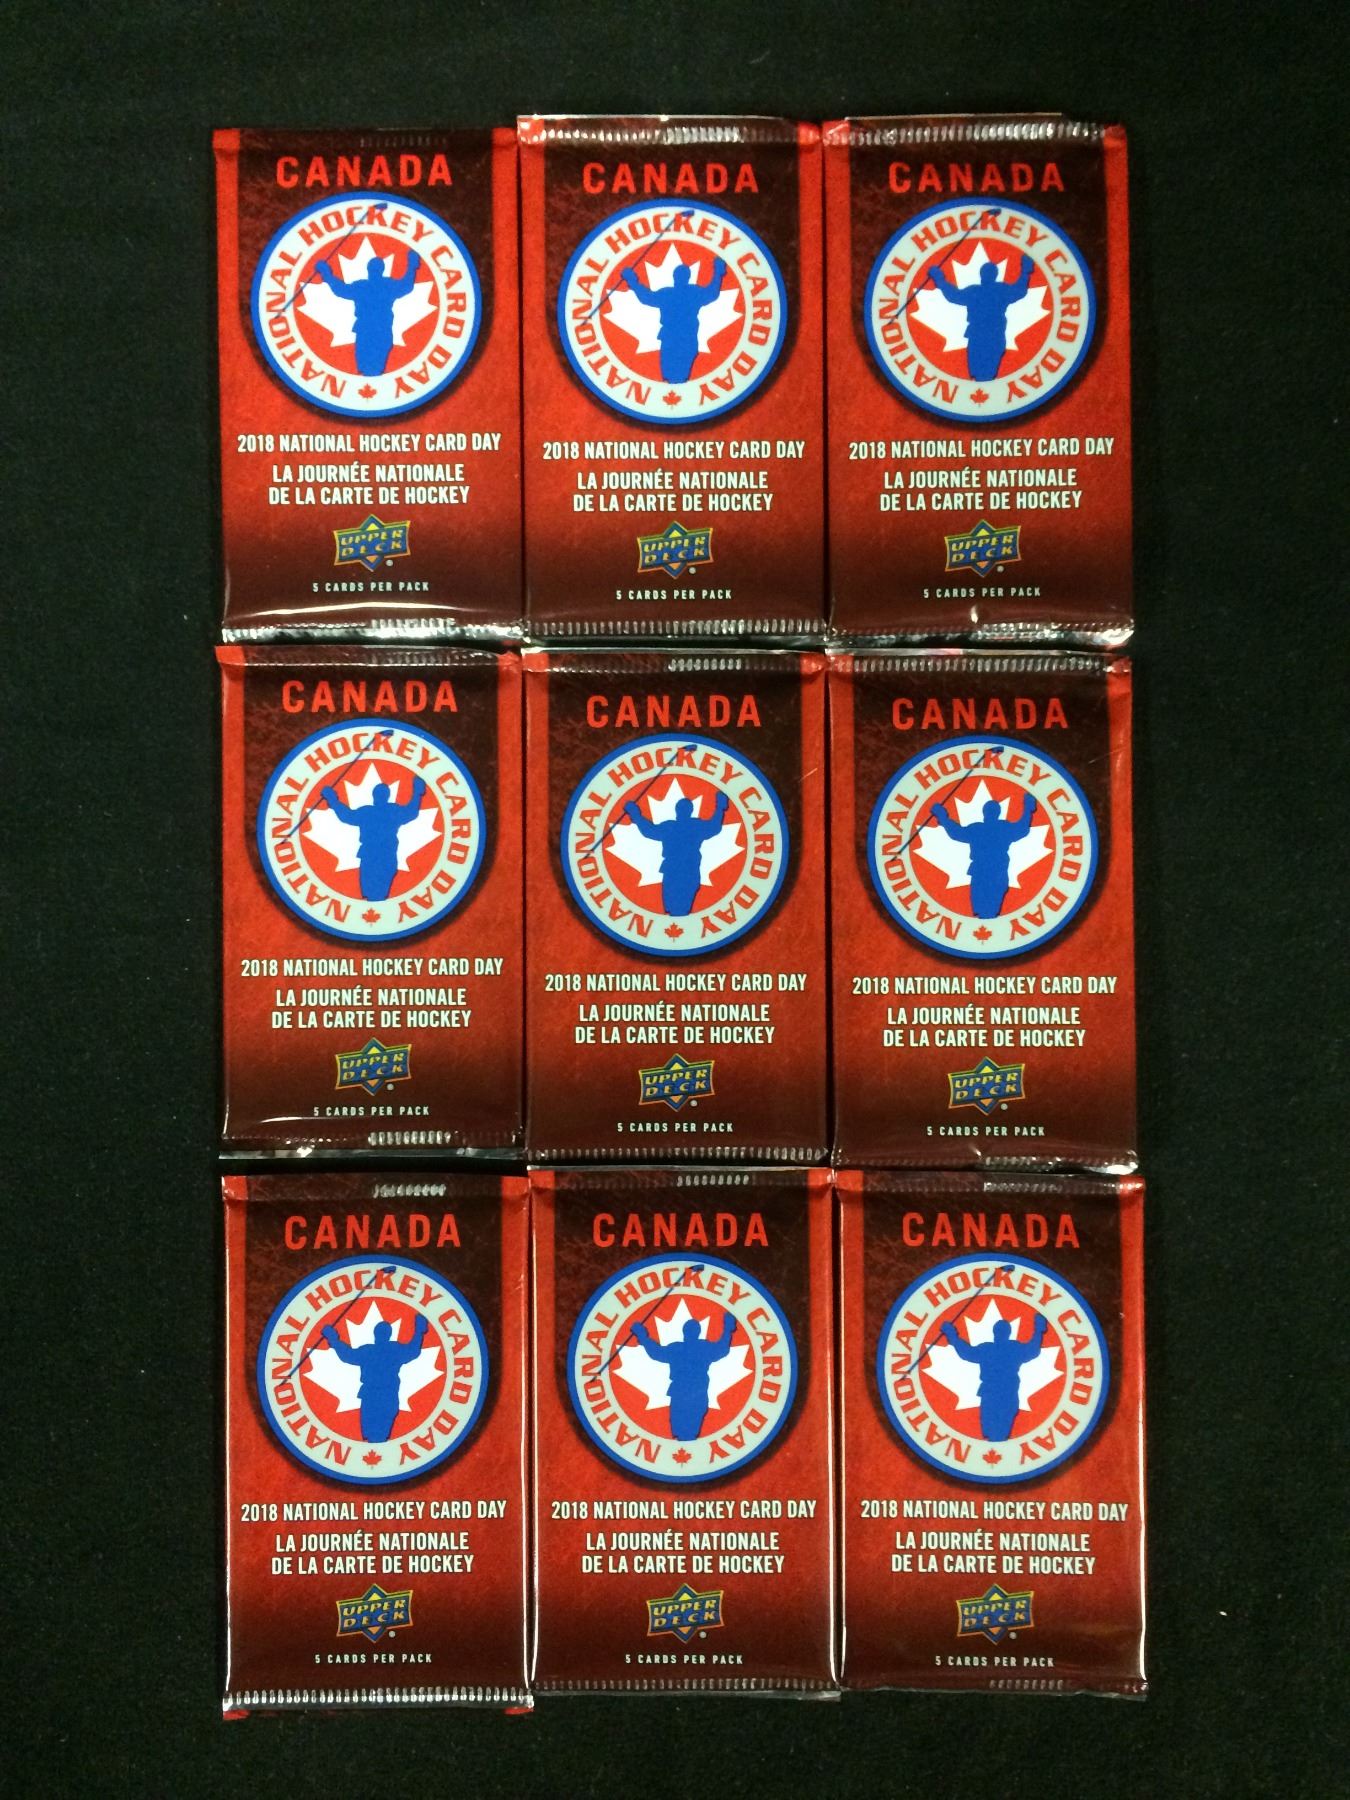 CANADA
NATIONAL HOCKEY CARD DAY
2018 NATIONAL HOCKEY CARD DAY
LA JOURNÉE NATIONALE
DE LA CARTE DE HOCKEY
UPPER
DECK
5 CARDS PER PACK
CANADA
NATIONAL HOCKEY CARD DAY
2018 NATIONAL HOCKEY CARD DAY
LA JOURNÉE NATIONALE
DE LA CARTE DE HOCKEY
UPPER
DECK
5 CARDS PER PACK
CANADA
NATIONAL HOCKEY CARD DAY
2018 NATIONAL HOCKEY CARD DAY
LA JOURNÉE NATIONALE
DE LA CARTE DE HOCKEY
UPPER
DECK
5 CARDS PER PACK
CANADA
NATIONAL HOCKEY CARD DAY
2018 NATIONAL HOCKEY CARD DAY
LA JOURNÉE NATIONALE
DE LA CARTE DE HOCKEY
UPPER
DECK
5 CARDS PER PACK
CANADA
NATIONAL HOCKEY CARD DAY
2018 NATIONAL HOCKEY CARD DAY
LA JOURNÉE NATIONALE
DE LA CARTE DE HOCKEY
UPPER
DECK
5 CARDS PER PACK
CANADA
NATIONAL HOCKEY CARD DAY
2018 NATIONAL HOCKEY CARD DAY
LA JOURNÉE NATIONALE
DE LA CARTE DE HOCKEY
UPPER
DECK
5 CARDS PER PACK
CANADA
NATIONAL HOCKEY CARD DAY
2018 NATIONAL HOCKEY CARD DAY
LA JOURNÉE NATIONALE
DE LA CARTE DE HOCKEY
UPPER
DECK
5 CARDS PER PACK
CANADA
NATIONAL HOCKEY CARD DAY
2018 NATIONAL HOCKEY CARD DAY
LA JOURNÉE NATIONALE
DE LA CARTE DE HOCKEY
UPPER
DECK
5 CARDS PER PACK
CANADA
NATIONAL HOCKEY CARD DAY
2018 NATIONAL HOCKEY CARD DAY
LA JOURNÉE NATIONALE
DE LA CARTE DE HOCKEY
UPPER
DECK
5 CARDS PER PACK